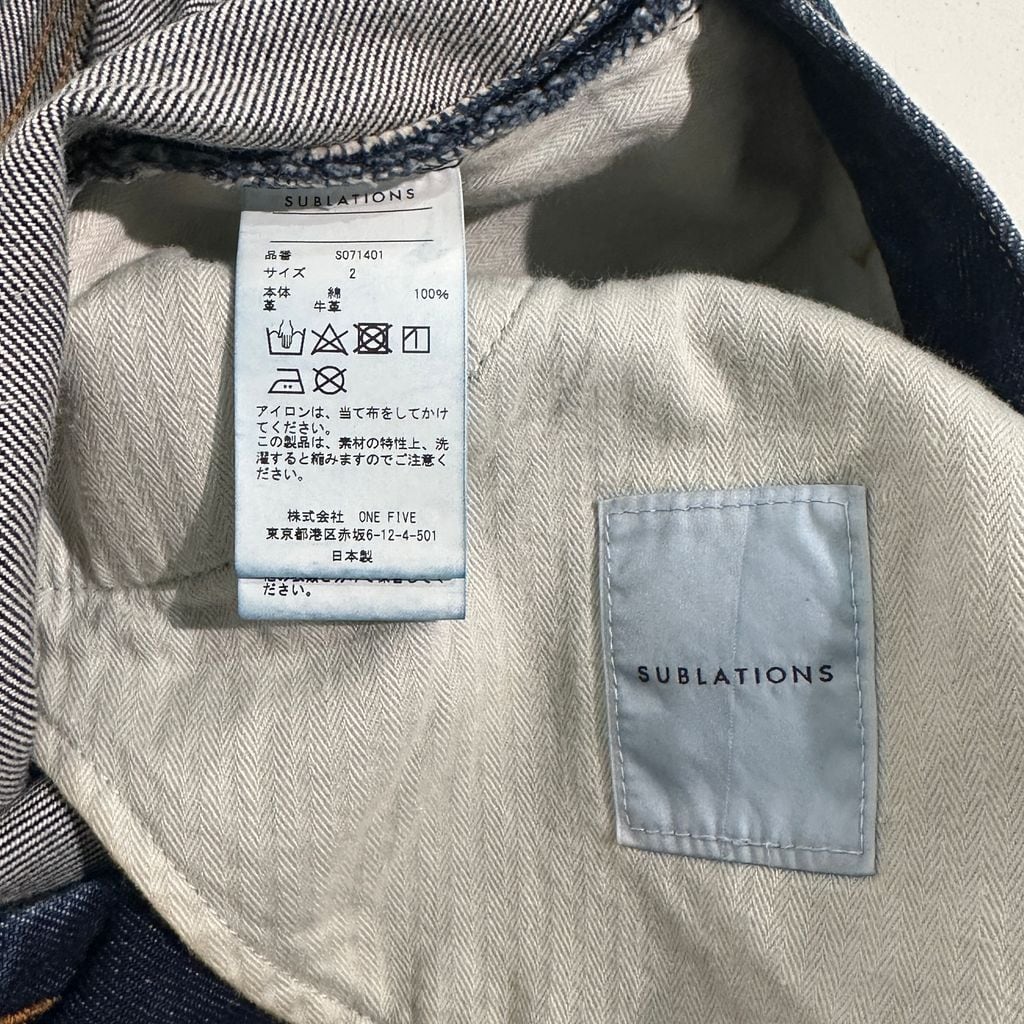 SUBLATIONS
品番 S071401
サイズ 2
本体 綿 100%
革 牛革
アイロンは、当て布をしてかけ
てください。
この製品は、素材の特性上、洗
濯すると縮みますのでご注意く
ださい。
株式会社 ONE FIVE
東京都港区赤坂6-12-4-501
日本製
ださい。
SUBLATIONS